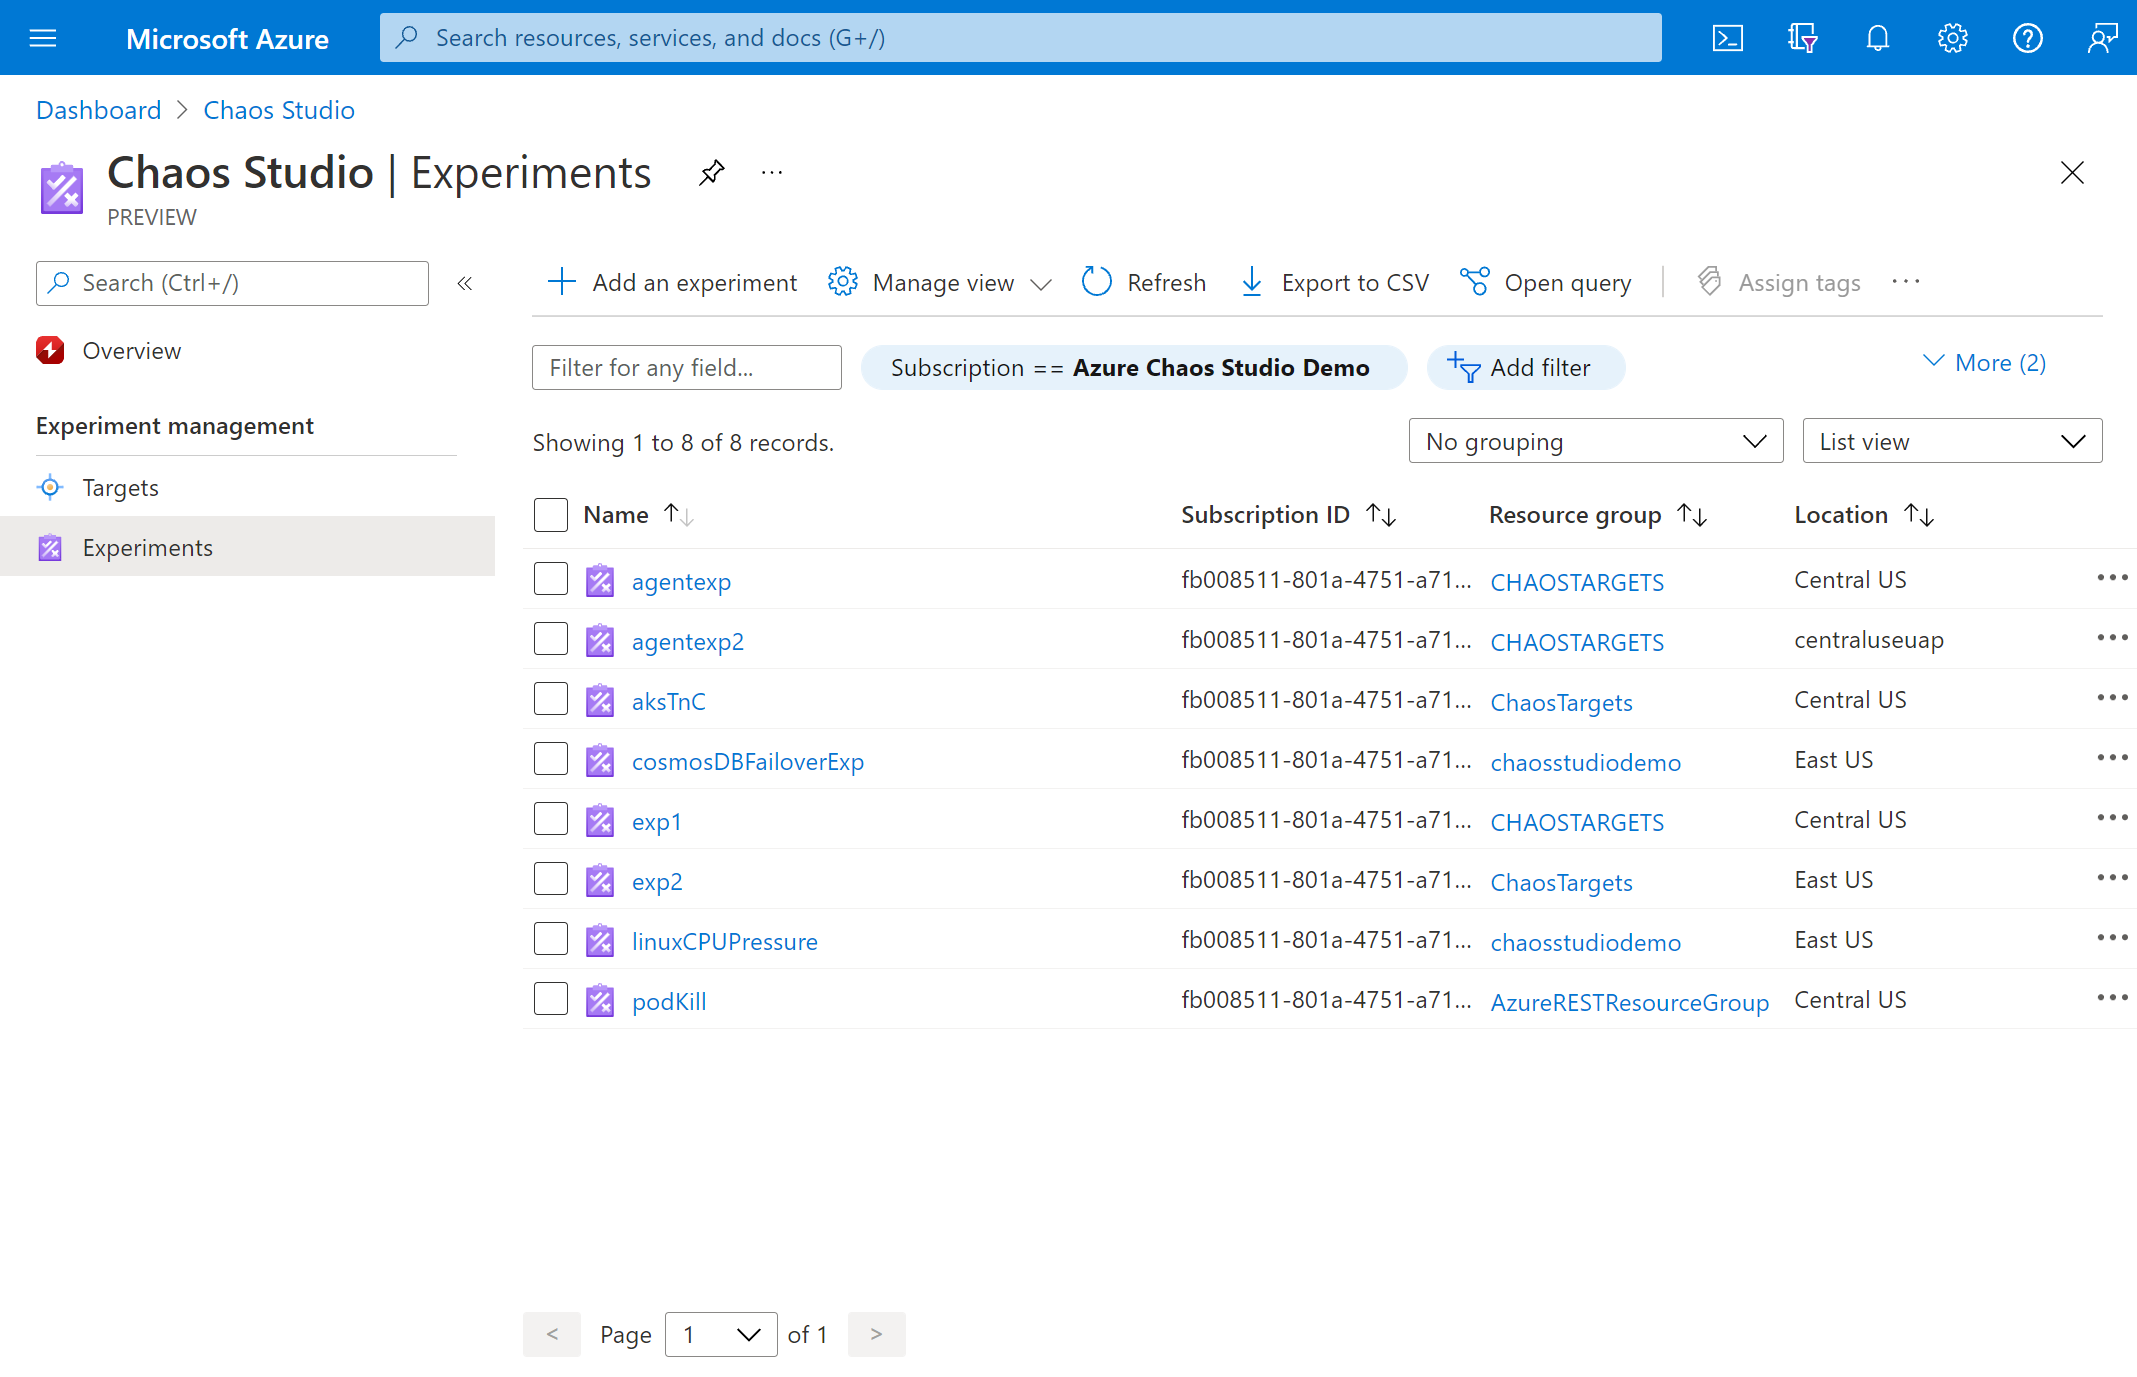 Microsoft Azure
Search resources, services, and docs (G+/)
Dashboard > Chaos Studio
Chaos Studio | Experiments
PREVIEW
Search (Ctrl+/)
Overview
Experiment management
Targets
Experiments
Add an experiment Manage view Refresh Export to CSV Open query Assign tags
Filter for any field... Subscription == Azure Chaos Studio Demo Add filter More (2)
Showing 1 to 8 of 8 records. No grouping List view
Name Subscription ID Resource group Location
agentexp fb008511-801a-4751-a71... CHAOSTARGETS Central US
agentexp2 fb008511-801a-4751-a71... CHAOSTARGETS centraluseuap
aksTnC fb008511-801a-4751-a71... ChaosTargets Central US
cosmosDBFailoverExp fb008511-801a-4751-a71... chaosstudiodemo East US
exp1 fb008511-801a-4751-a71... CHAOSTARGETS Central US
exp2 fb008511-801a-4751-a71... ChaosTargets East US
linuxCPUPressure fb008511-801a-4751-a71... chaosstudiodemo East US
podKill fb008511-801a-4751-a71... AzureRESTResourceGroup Central US
< Page 1 of 1 >